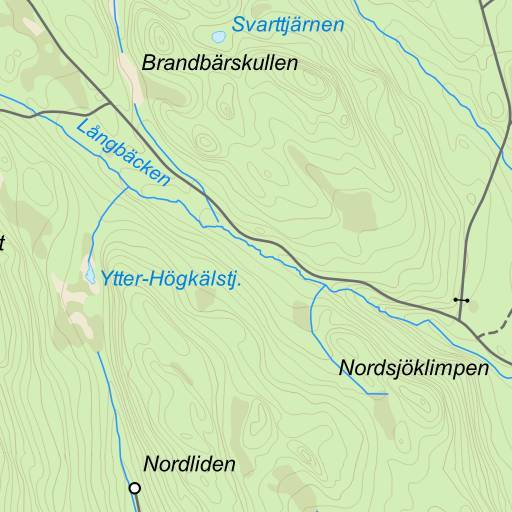 Svarttjärnen
Brandbärskullen
Långbäcken
t
Ytter-Högkälstj.
Nordsjöklimpen
Nordliden